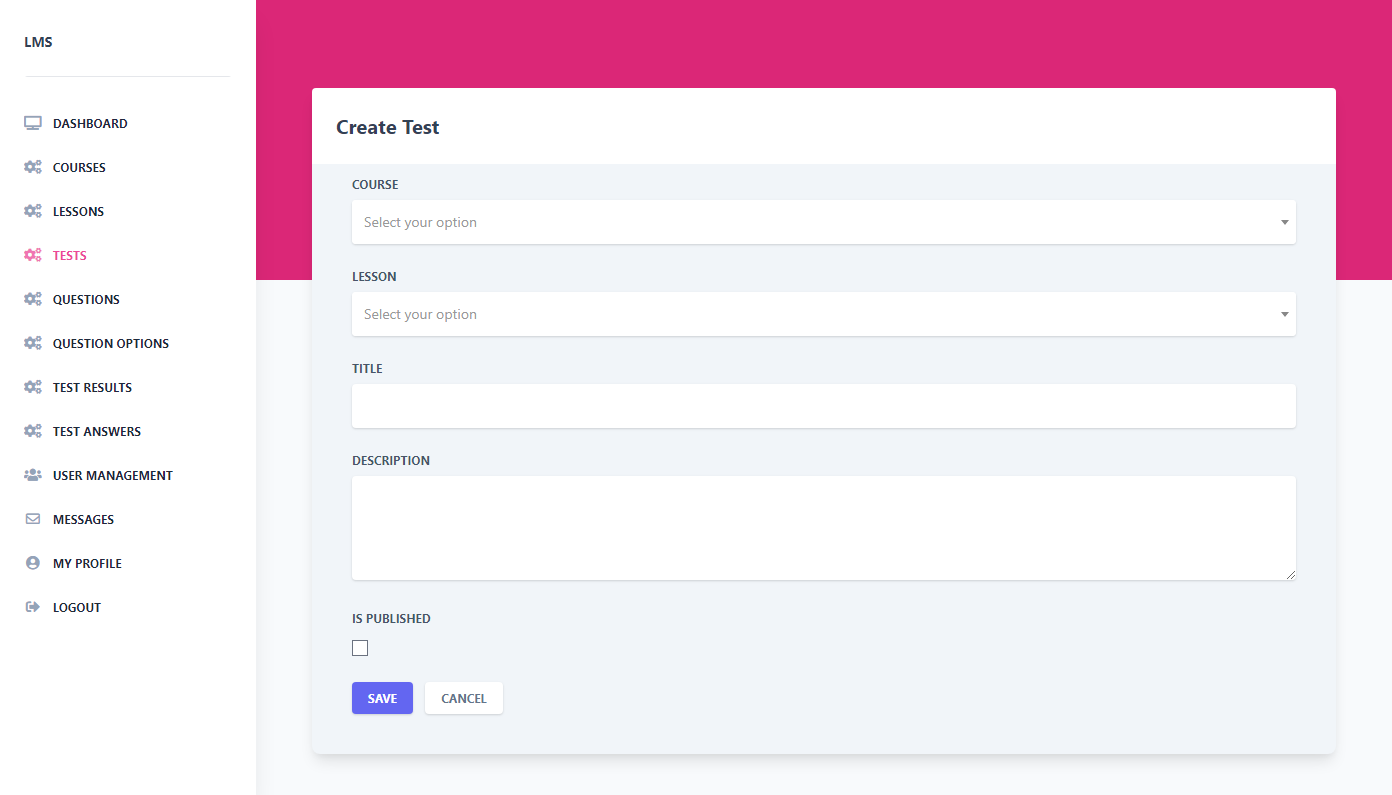 LMS
DASHBOARD
COURSES
LESSONS
TESTS
QUESTIONS
QUESTION OPTIONS
TEST RESULTS
TEST ANSWERS
USER MANAGEMENT
MESSAGES
MY PROFILE
LOGOUT
Create Test
COURSE
Select your option
LESSON
Select your option
TITLE
DESCRIPTION
IS PUBLISHED
SAVE CANCEL